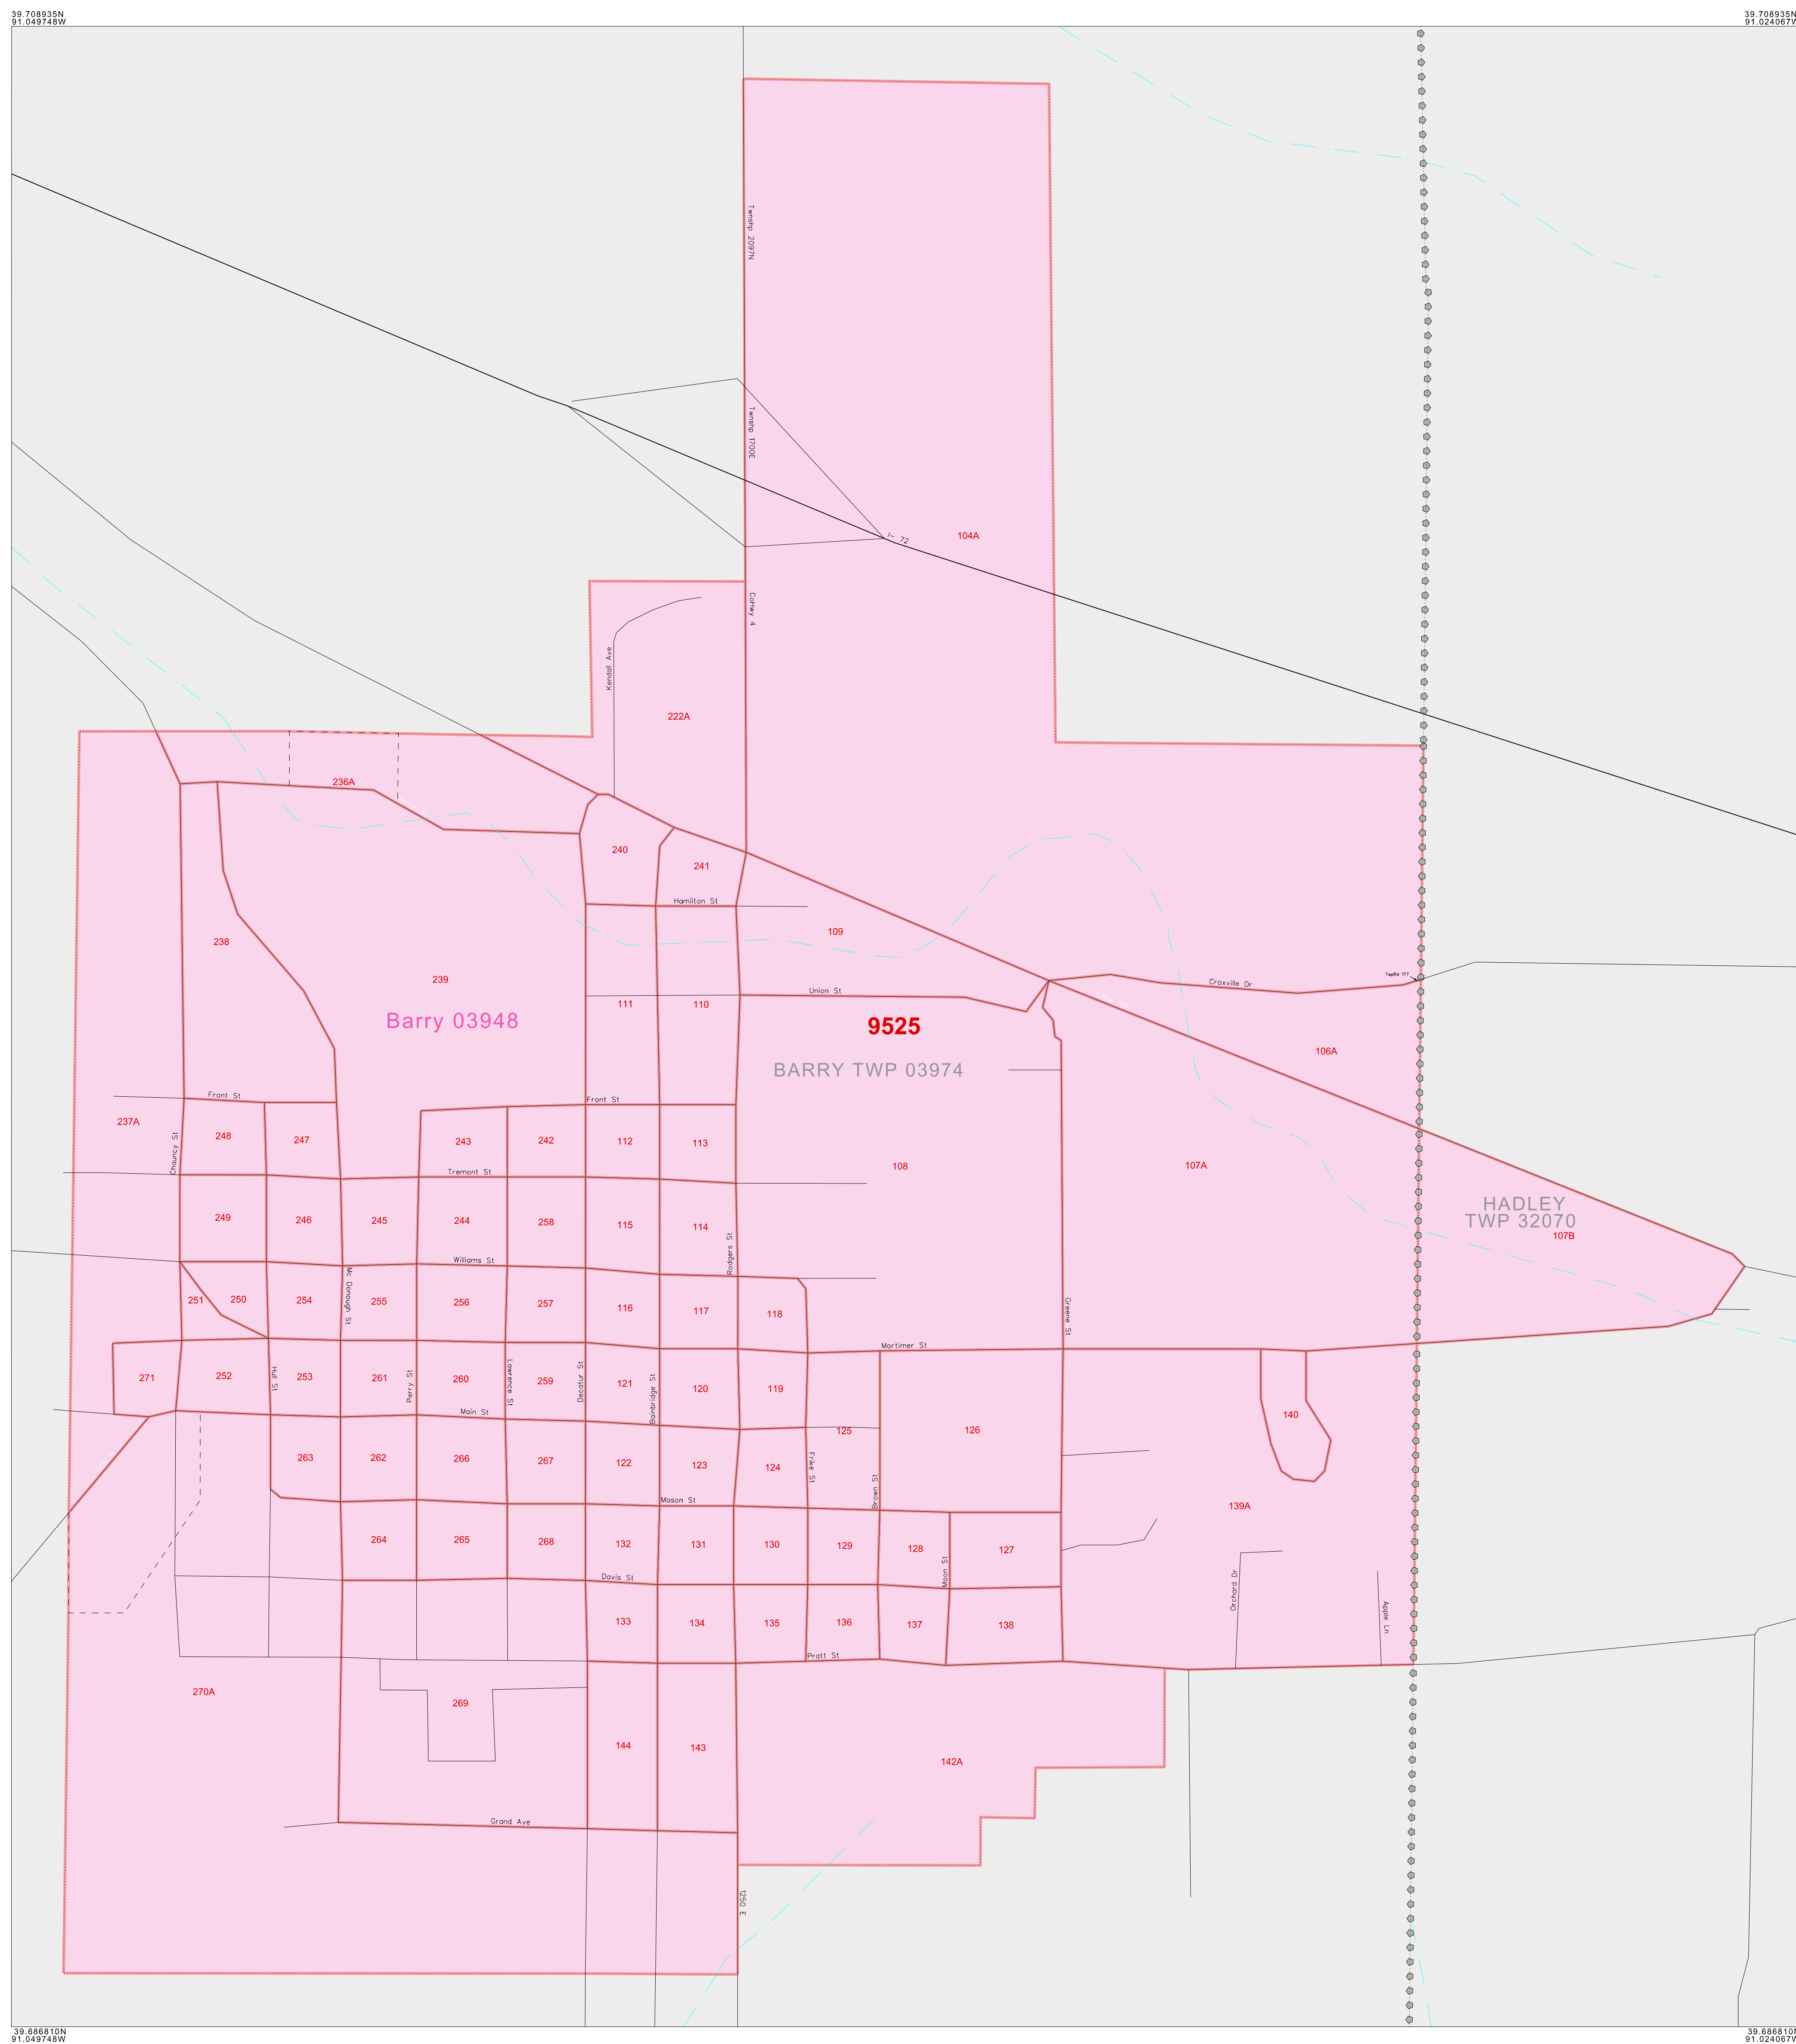 39.708935N
91.049748W
39.708935N
91.024067W
Twnshp 2097N
Twnshp 1700E
I- 72
104A
CoHwy 4
Kendall Ave
222A
236A
240
241
Hamilton St
109
238
239
TwpRd 177
Croxville Dr
Union St
111
110
Barry 03948
9525
106A
BARRY TWP 03974
Front St
Front St
237A
248
247
243
242
112
113
Chauncy St
Tremont St
108
107A
HADLEY
TWP 32070
107B
249
246
245
244
258
115
114
Rodgers St
Williams St
251
250
254
Mc Donough St
255
256
257
116
117
118
Greene St
Mortimer St
271
252
Hull St
253
261
Perry St
260
Lawrence St
259
Decatur St
121
Bainbridge St
120
119
140
Main St
125
126
263
262
266
267
122
123
124
Frike St
Brown St
Mason St
139A
264
265
268
132
131
130
129
128
Moon St
127
Davis St
Orchard Dr
Apple Ln
133
134
135
136
137
138
Pratt St
270A
269
144
143
142A
Grand Ave
1250 E
39.686810N
91.049748W
39.686810N
91.024067W